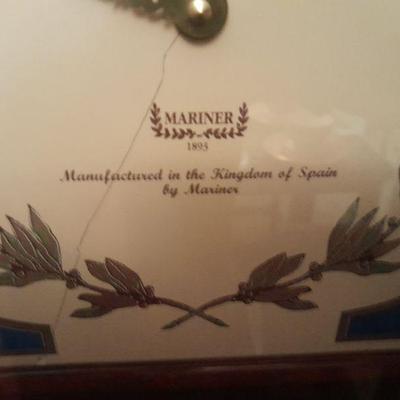 MARINER
1893
Manufactured in the Kingdom of Spain
by Mariner